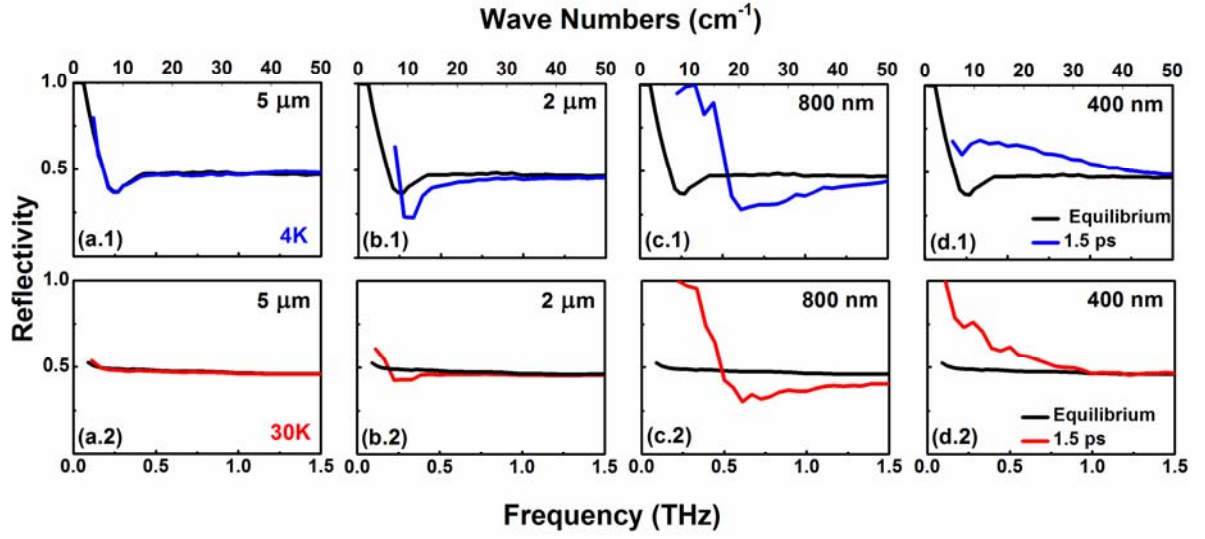 Wave Numbers (cm⁻¹)
0 10 20 30 40 50 0 10 20 30 40 50 0 10 20 30 40 50 0 10 20 30 40 50
1.0
5 μm 2 μm 800 nm 400 nm
0.5
Equilibrium
4K 1.5 ps
(a.1) (b.1) (c.1) (d.1)
Reflectivity
1.0
5 μm 2 μm 800 nm 400 nm
0.5
Equilibrium
30K 1.5 ps
(a.2) (b.2) (c.2) (d.2)
0.0 0.5 1.0 1.5 0.0 0.5 1.0 1.5 0.0 0.5 1.0 1.5 0.0 0.5 1.0 1.5
Frequency (THz)